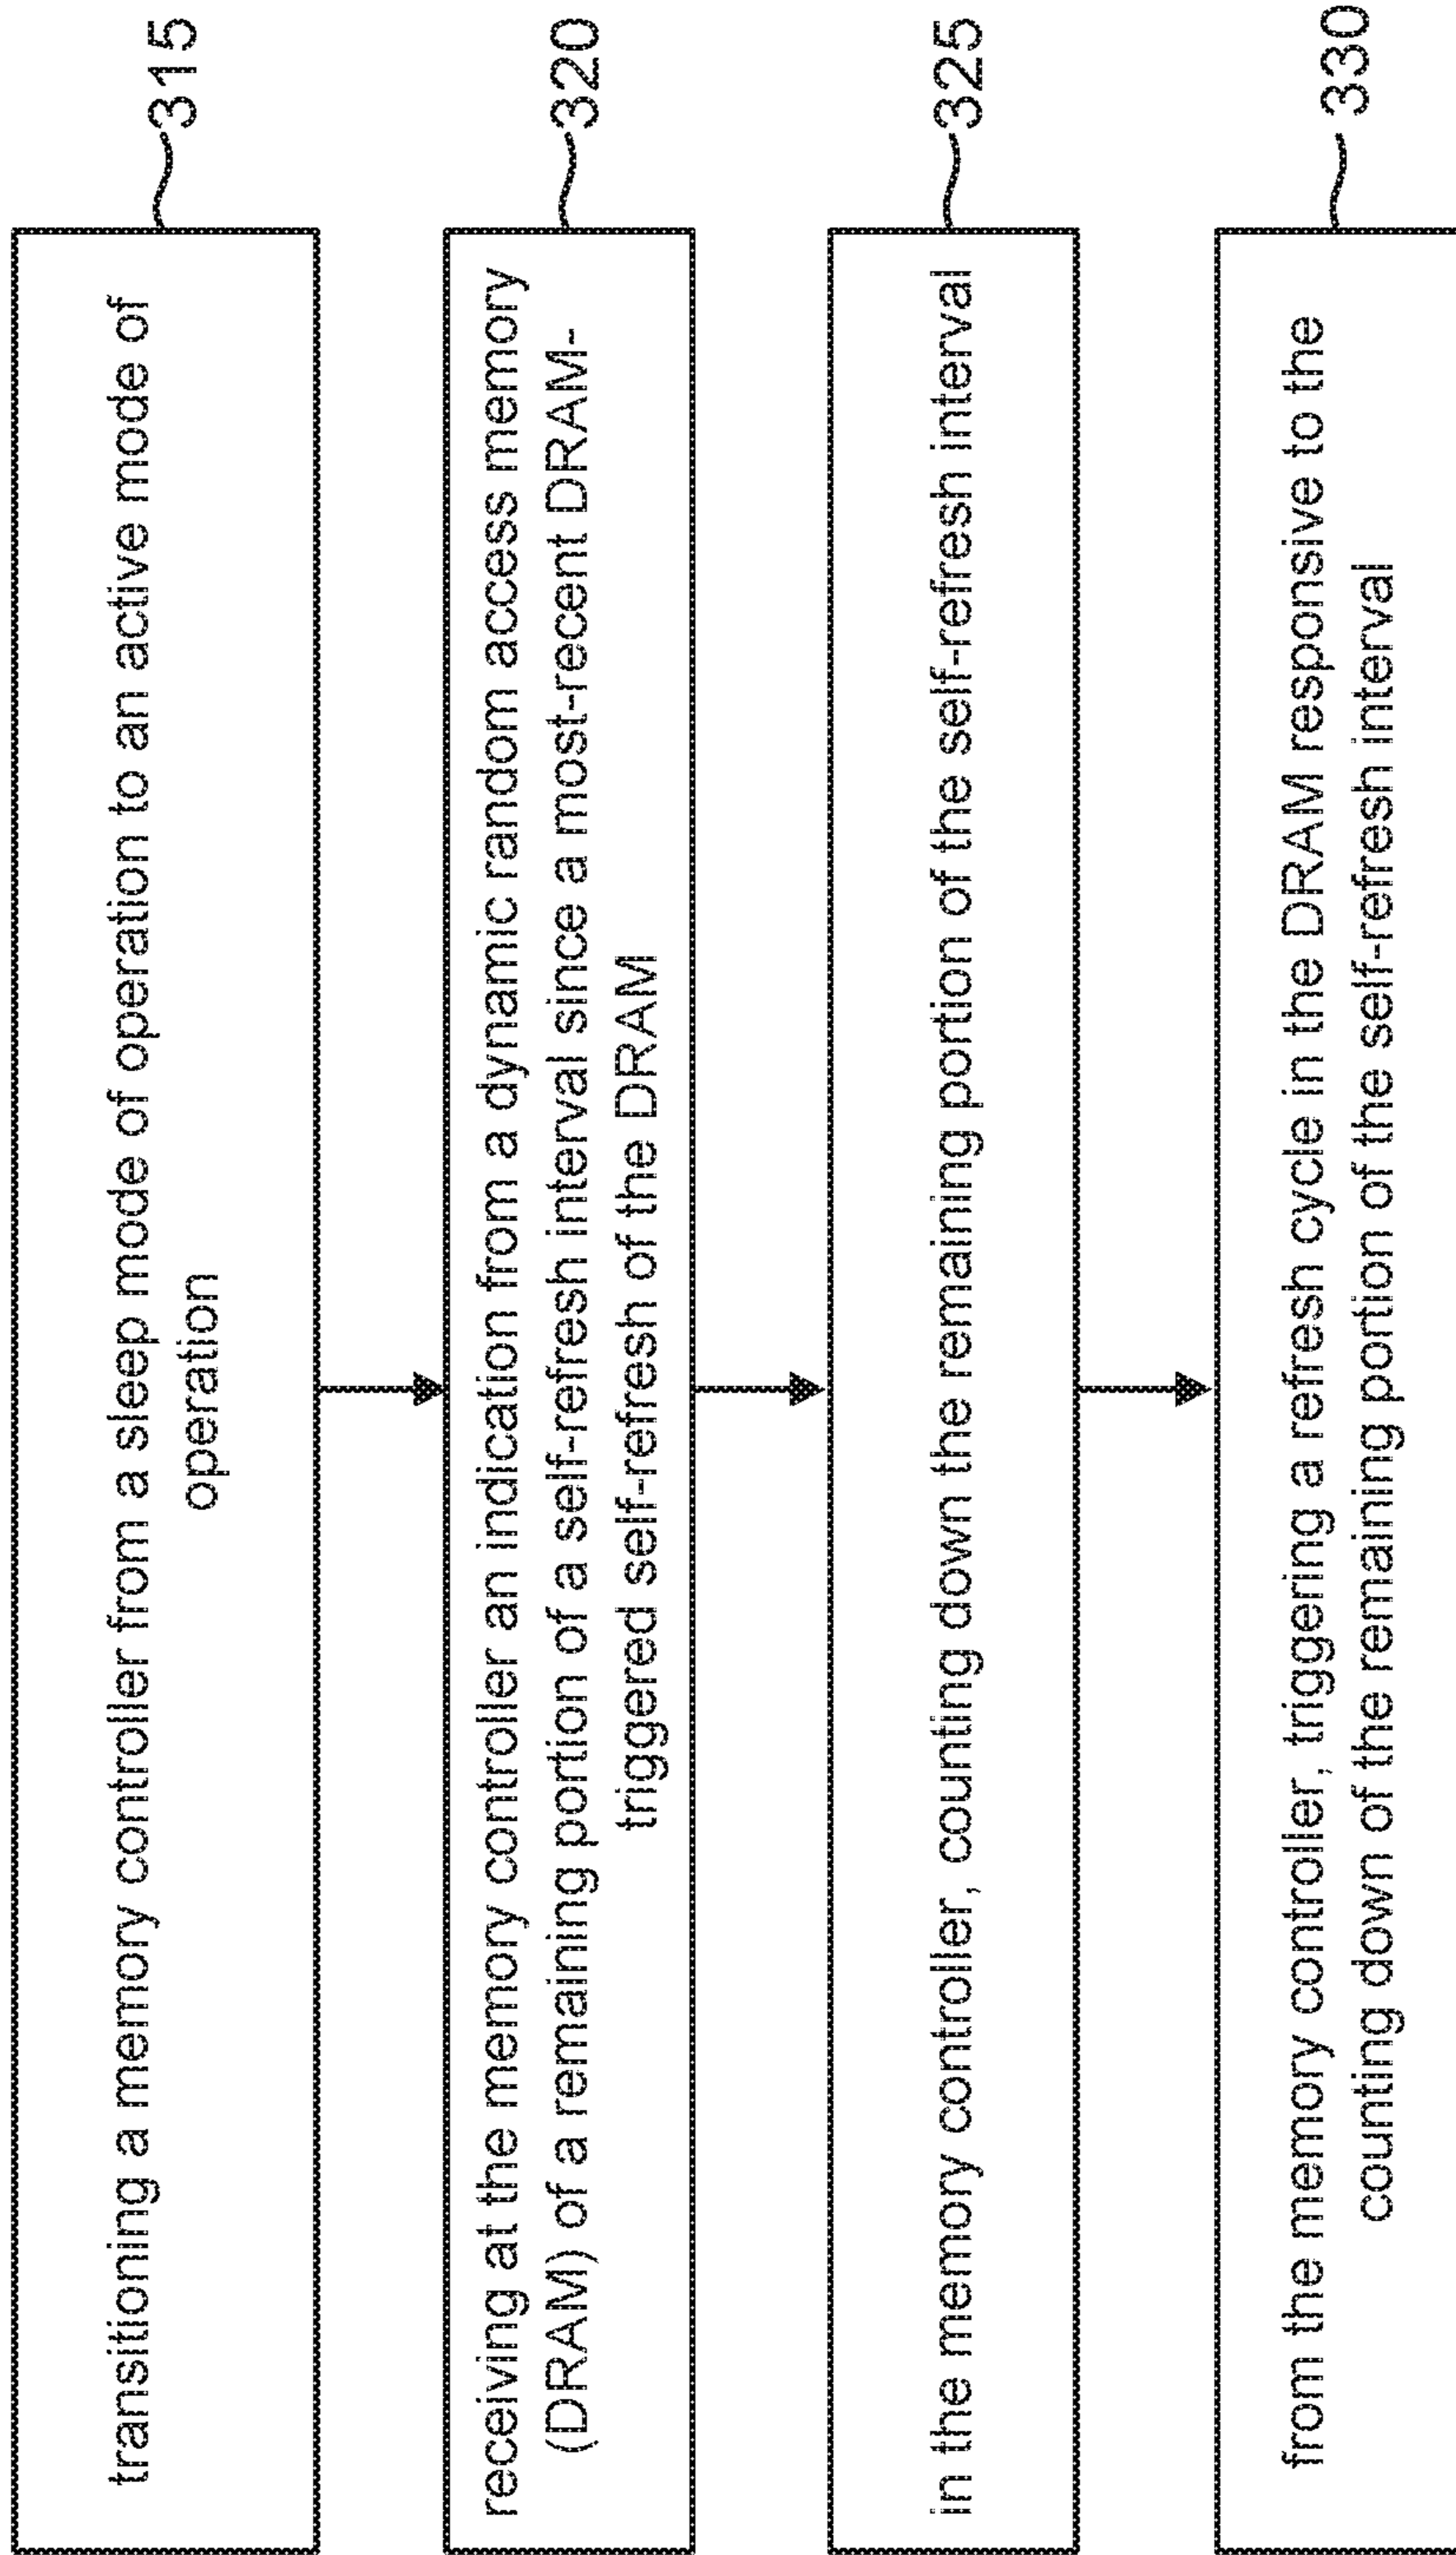 transitioning a memory controller from a sleep mode of operation to an active mode of
operation
315
receiving at the memory controller an indication from a dynamic random access memory
(DRAM) of a remaining portion of a self-refresh interval since a most-recent DRAM-
triggered self-refresh of the DRAM
320
in the memory controller, counting down the remaining portion of the self-refresh interval
325
from the memory controller, triggering a refresh cycle in the DRAM responsive to the
counting down of the remaining portion of the self-refresh interval
330